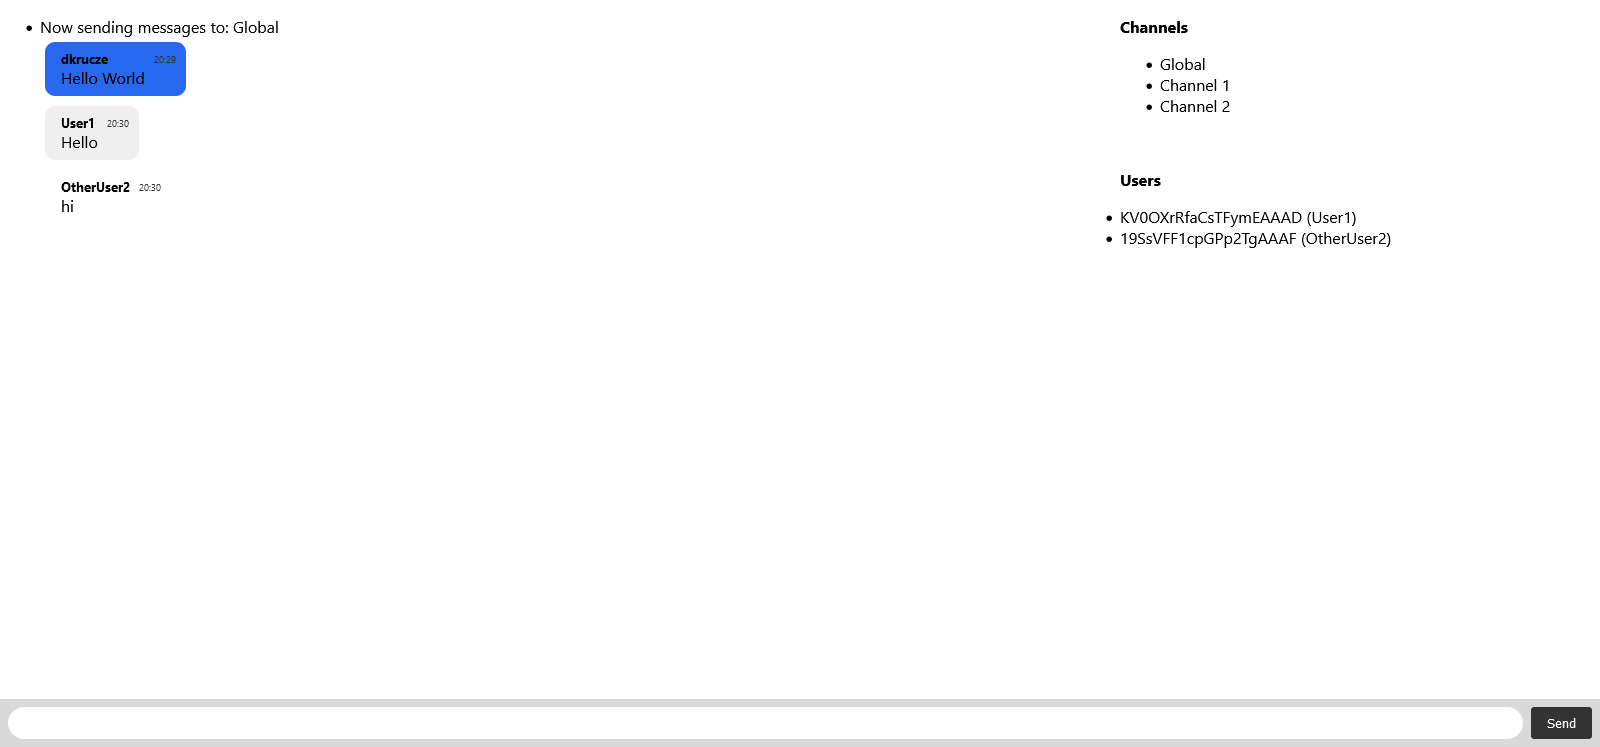 Now sending messages to: Global
dkrucze 20:29
Hello World
User1 20:30
Hello
OtherUser2 20:30
hi
Channels
Global
Channel 1
Channel 2
Users
KV0OXrRfaCsTFymEAAAD (User1)
19SsVFF1cpGPp2TgAAAF (OtherUser2)
Send